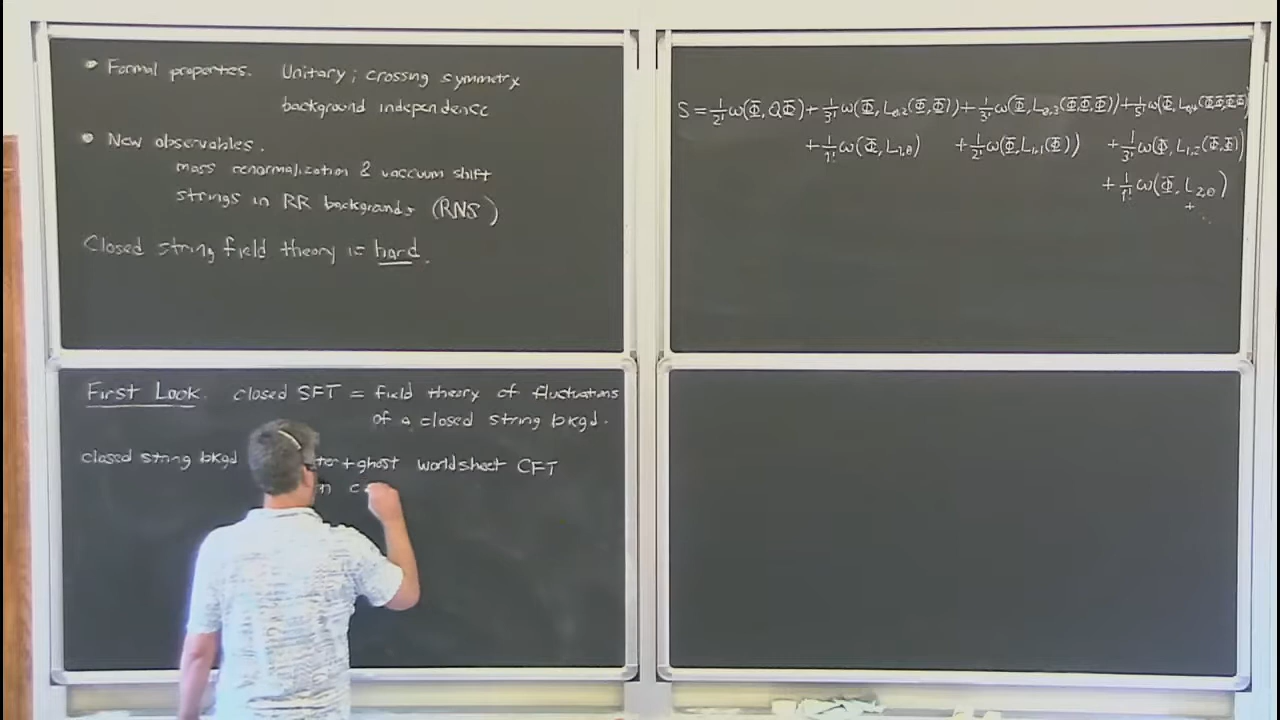 • Formal properties. Unitary; crossing symmetry
background independence
• New observables.
mass renormalization & vaccuum shift
strings in RR backgrounds (RNS)
Closed string field theory is hard.
First Look. closed SFT = field theory of fluctuations
of a closed string bkgd.
closed string bkgd + ghost worldsheet CFT
S = 1/2! ω(Φ, QΦ) + 1/3! ω(Φ, L₀,₂(Φ,Φ)) + 1/3! ω(Φ, L₀,₃(Φ,Φ,Φ)) + 1/5! ω(Φ, L₀,₄(Φ,Φ,Φ,Φ)
+ 1/1! ω(Φ, L₁,₀) + 1/2! ω(Φ, L₁,₁(Φ)) + 1/3! ω(Φ, L₁,₂(Φ,Φ)
+ 1/1! ω(Φ, L₂,₀)
+ ...